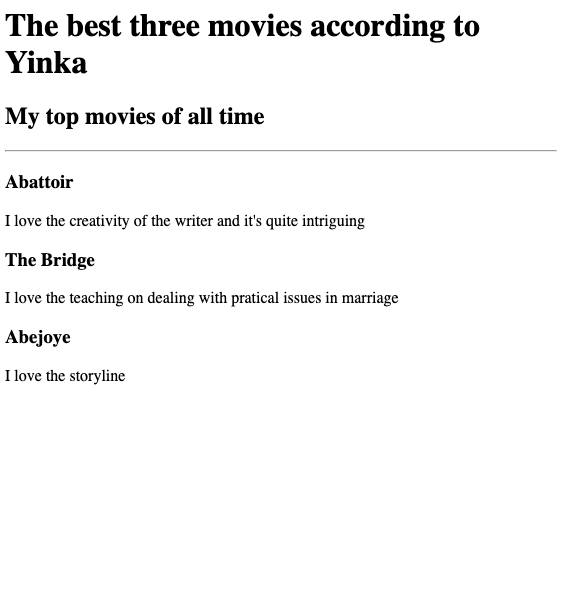 The best three movies according to
Yinka
My top movies of all time
Abattoir
I love the creativity of the writer and it's quite intriguing
The Bridge
I love the teaching on dealing with pratical issues in marriage
Abejoye
I love the storyline